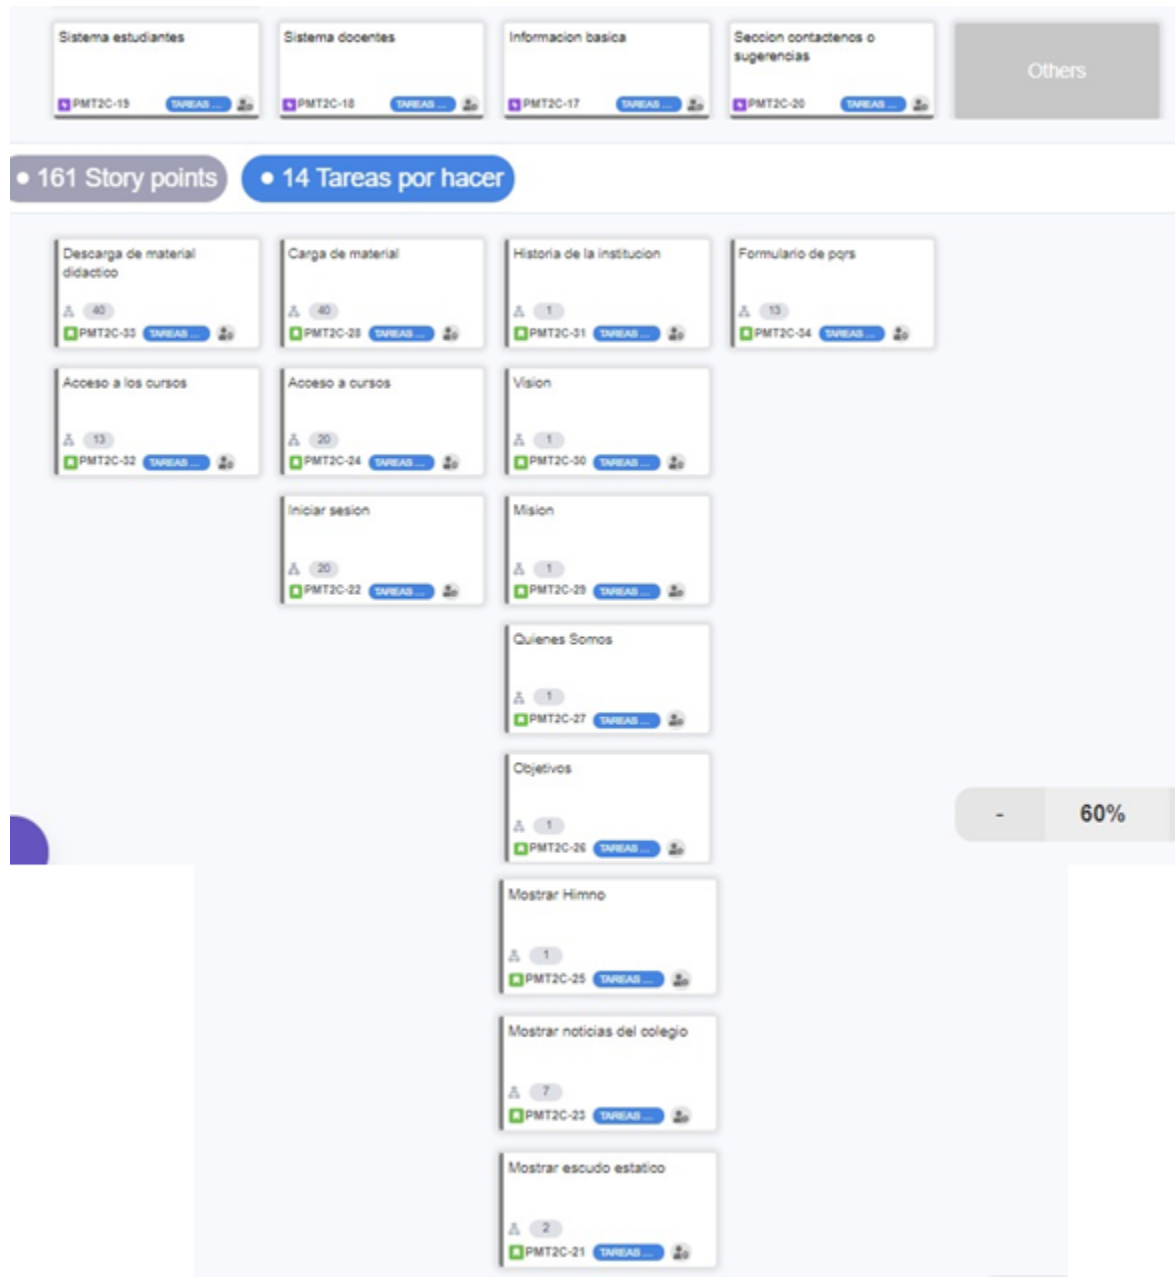 Sistema estudiantes
PMT2C-19 TAREAS ...
Sistema docentes
PMT2C-18 TAREAS ...
Informacion basica
PMT2C-17 TAREAS ...
Seccion contactenos o
sugerencias
PMT2C-20 TAREAS ...
Others
• 161 Story points
• 14 Tareas por hacer
Descarga de material
didactico
40
PMT2C-33 TAREAS ...
Carga de material
40
PMT2C-28 TAREAS ...
Historia de la institucion
1
PMT2C-31 TAREAS ...
Formulario de pqrs
13
PMT2C-34 TAREAS ...
Acceso a los cursos
13
PMT2C-32 TAREAS ...
Acceso a cursos
20
PMT2C-24 TAREAS ...
Vision
1
PMT2C-30 TAREAS ...
Iniciar sesion
20
PMT2C-22 TAREAS ...
Mision
1
PMT2C-29 TAREAS ...
Quienes Somos
1
PMT2C-27 TAREAS ...
Objetivos
1
PMT2C-26 TAREAS ...
- 60%
Mostrar Himno
1
PMT2C-25 TAREAS ...
Mostrar noticias del colegio
7
PMT2C-23 TAREAS ...
Mostrar escudo estatico
2
PMT2C-21 TAREAS ...